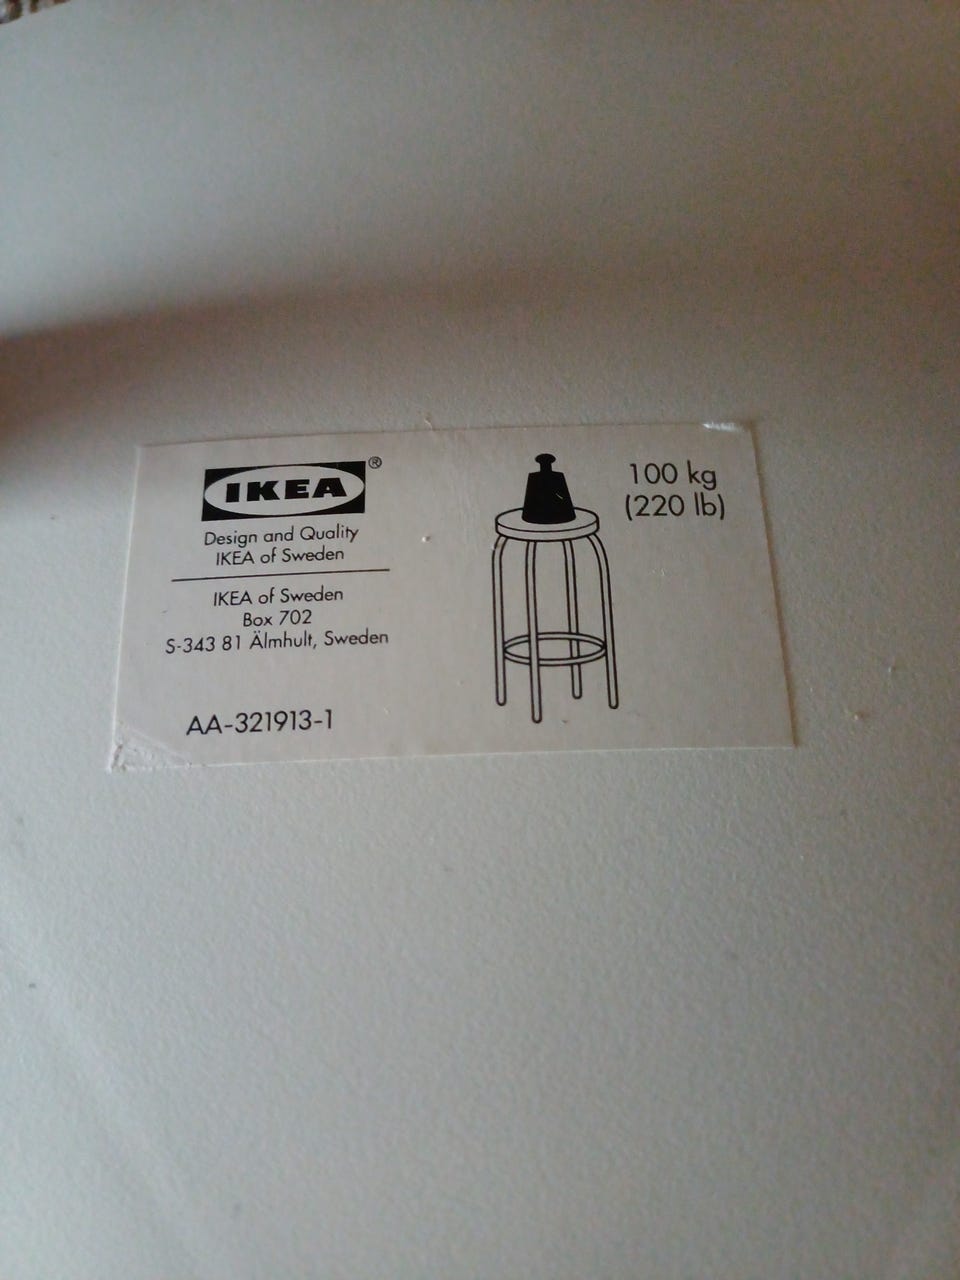 IKEA®
Design and Quality
IKEA of Sweden
IKEA of Sweden
Box 702
S-343 81 Älmhult, Sweden
AA-321913-1
100 kg
(220 lb)